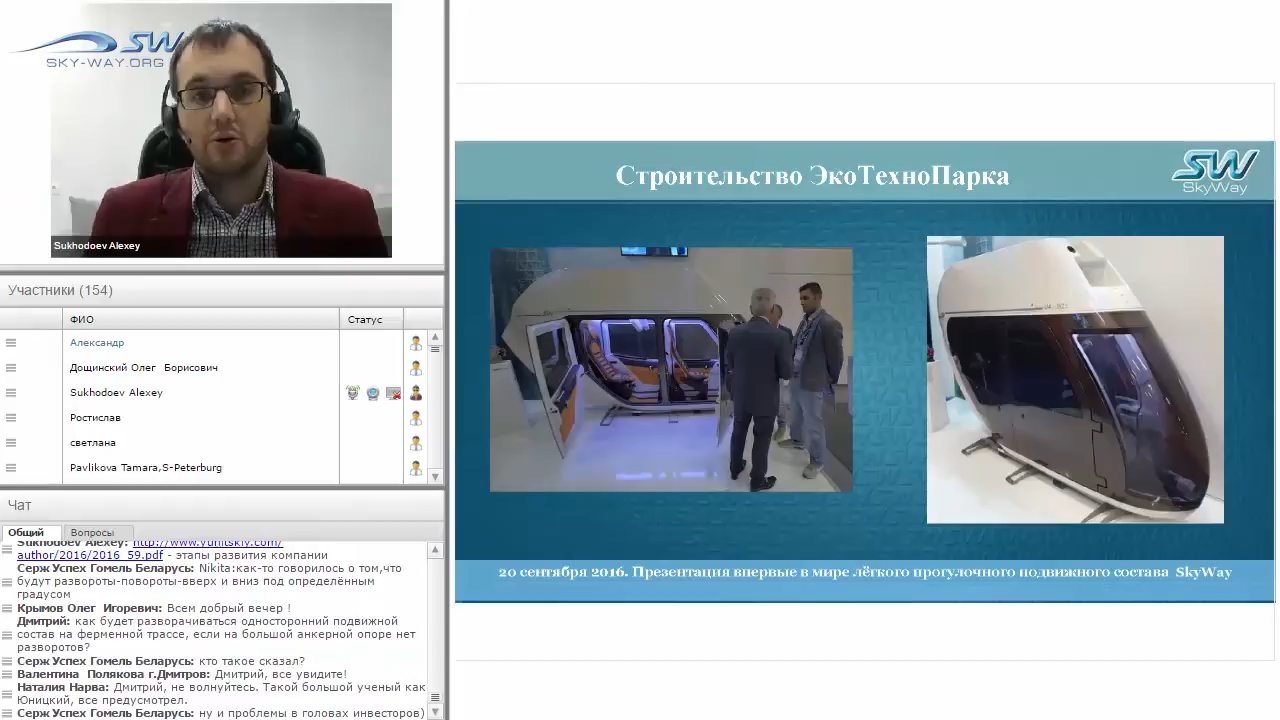 SW
SKY-WAY.ORG
Sukhodoev Alexey
Участники (154)
ФИО
Статус
Александр
Дощинский Олег Борисович
Sukhodoev Alexey
Ростислав
светлана
Pavlikova Tamara,S-Peterburg
Чат
Общий
Вопросы
Sukhodoev Alexey: http://www.yunitskiy.com/
author/2016/2016_59.pdf - этапы развития компании
Серж Успех Гомель Беларусь: Nikita:как-то говорилось о том,что
будут развороты-повороты-вверх и вниз под определённым
градусом
Крымов Олег Игоревич: Всем добрый вечер !
Дмитрий: как будет разворачиваться односторонний подвижной
состав на ферменной трассе, если на большой анкерной опоре нет
разворотов?
Серж Успех Гомель Беларусь: кто такое сказал?
Валентина Полякова г.Дмитров: Дмитрий, все увидите!
Наталия Нарва: Дмитрий, не волнуйтесь. Такой большой ученый как
Юницкий, все предусмотрел.
Серж Успех Гомель Беларусь: ну и проблемы в головах инвесторов)
Строительство ЭкоТехноПарка
SW
SkyWay
20 сентября 2016. Презентация впервые в мире лёгкого прогулочного подвижного состава SkyWay